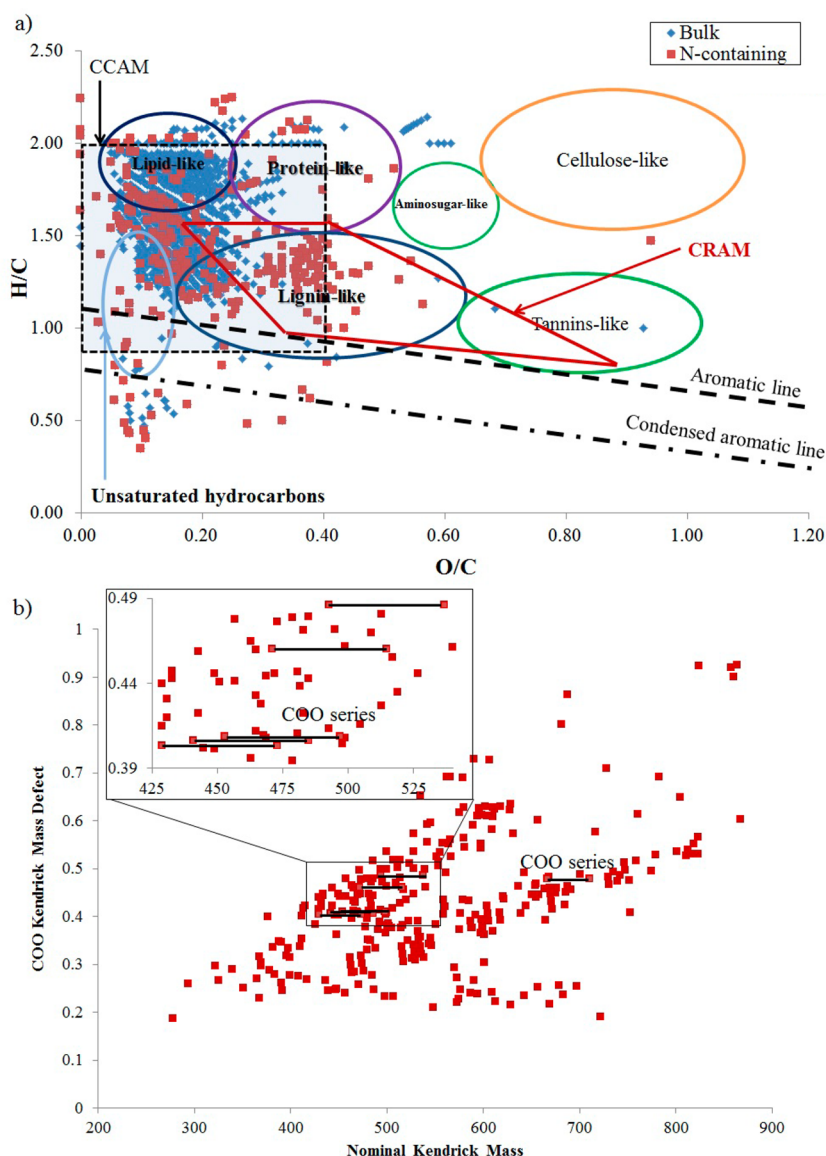 a)
Bulk
N-containing
2.50
CCAM
2.00
Lipid-like
Protein-like
Cellulose-like
Aminosugar-like
1.50
H/C
CRAM
Lignin-like
Tannins-like
1.00
Aromatic line
0.50
Condensed aromatic line
Unsaturated hydrocarbons
0.00
0.00 0.20 0.40 0.60 0.80 1.00 1.20
O/C
b)
0.49
1
0.9
0.44
0.8
COO series
0.7
0.39
425 450 475 500 525
0.6
COO series
0.5
0.4
0.3
0.2
0.1
0
COO Kendrick Mass Defect
200 300 400 500 600 700 800 900
Nominal Kendrick Mass